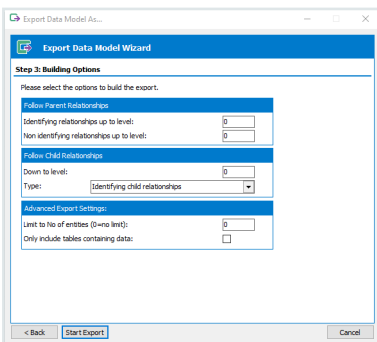 Export Data Model As...
Export Data Model Wizard
Step 3: Building Options
Please select the options to build the export.
Follow Parent Relationships
Identifying relationships up to level: 0
Non identifying relationships up to level: 0
Follow Child Relationships
Down to level: 0
Type: Identifying child relationships
Advanced Export Settings:
Limit to No of entities (0=no limit): 0
Only include tables containing data:
< Back Start Export Cancel